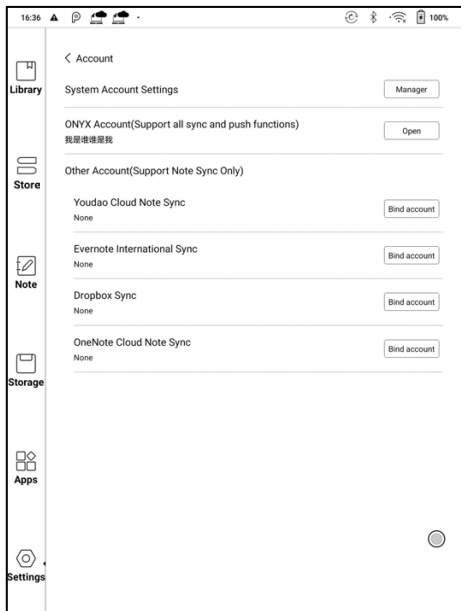 16:36
100%
Account
Library
System Account Settings
Manager
ONYX Account(Support all sync and push functions)
我是谁谁是我
Open
Store
Other Account(Support Note Sync Only)
Youdao Cloud Note Sync
None
Bind account
Note
Evernote International Sync
None
Bind account
Dropbox Sync
None
Bind account
OneNote Cloud Note Sync
None
Bind account
Storage
Apps
Settings